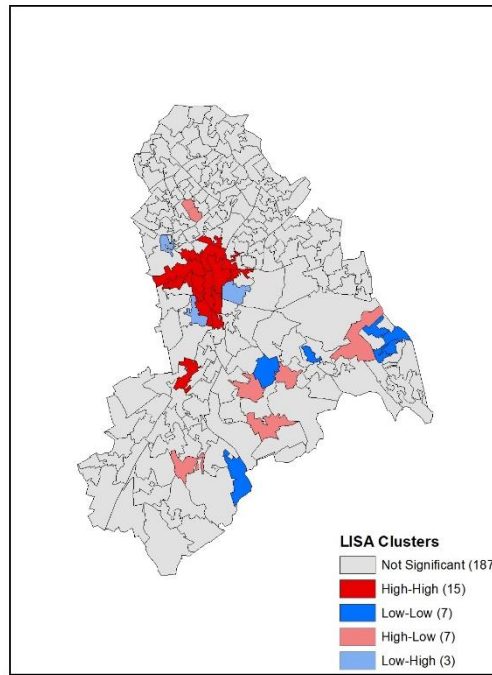 LISA Clusters
Not Significant (187
High-High (15)
Low-Low (7)
High-Low (7)
Low-High (3)